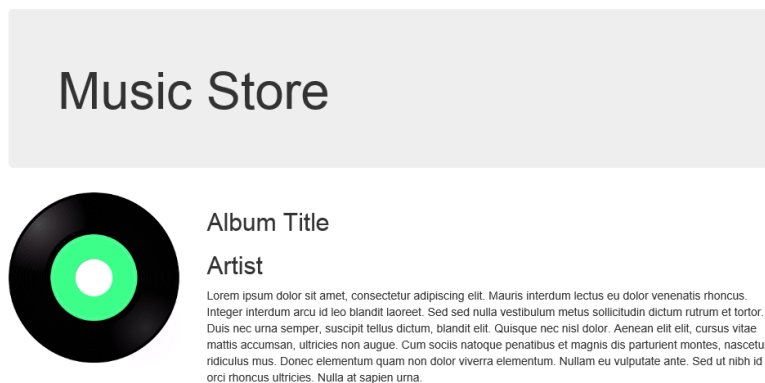 Music Store
Album Title
Artist
Lorem ipsum dolor sit amet, consectetur adipiscing elit. Mauris interdum lectus eu dolor venenatis rhoncus.
Integer interdum arcu id leo blandit laoreet. Sed sed nulla vestibulum metus sollicitudin dictum rutrum et tortor.
Duis nec urna semper, suscipit tellus dictum, blandit elit. Quisque nec nisl dolor. Aenean elit elit, cursus vitae
mattis accumsan, ultricies non augue. Cum sociis natoque penatibus et magnis dis parturient montes, nascetu
ridiculus mus. Donec elementum quam non dolor viverra elementum. Nullam eu vulputate ante. Sed ut nibh id
orci rhoncus ultricies. Nulla at sapien urna.